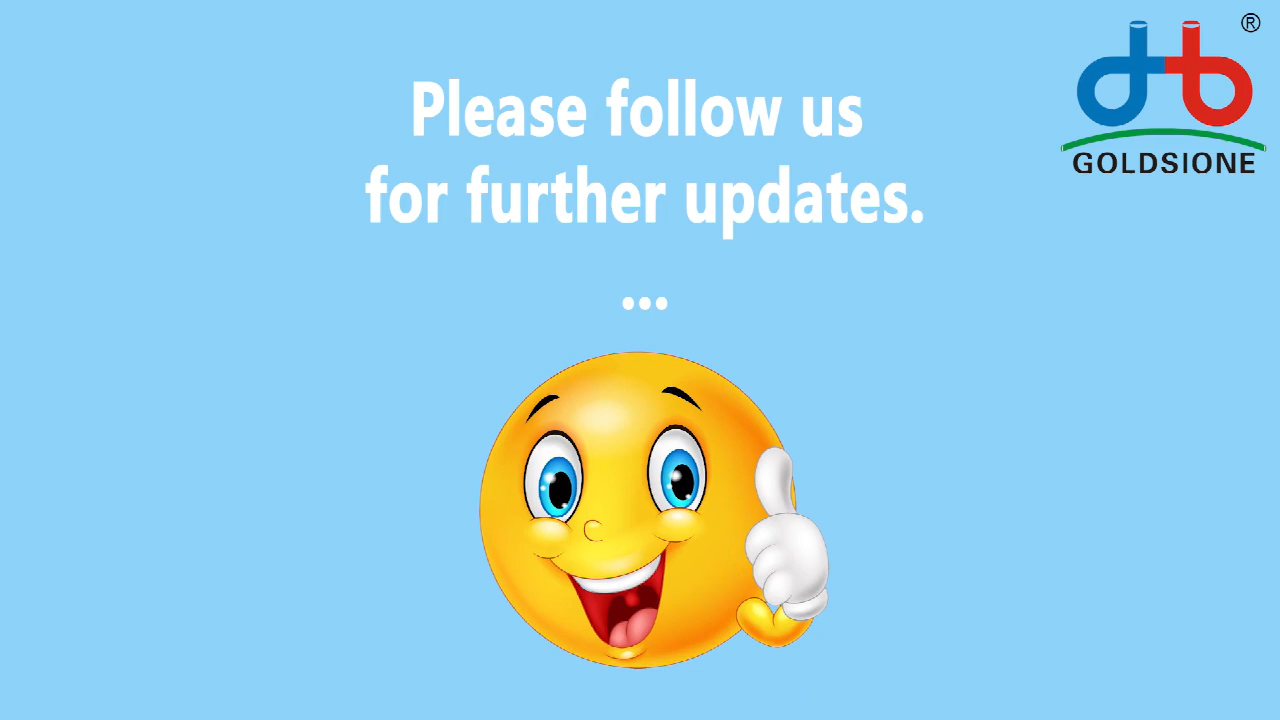 Please follow us
for further updates.
...
®
GOLDSIONE